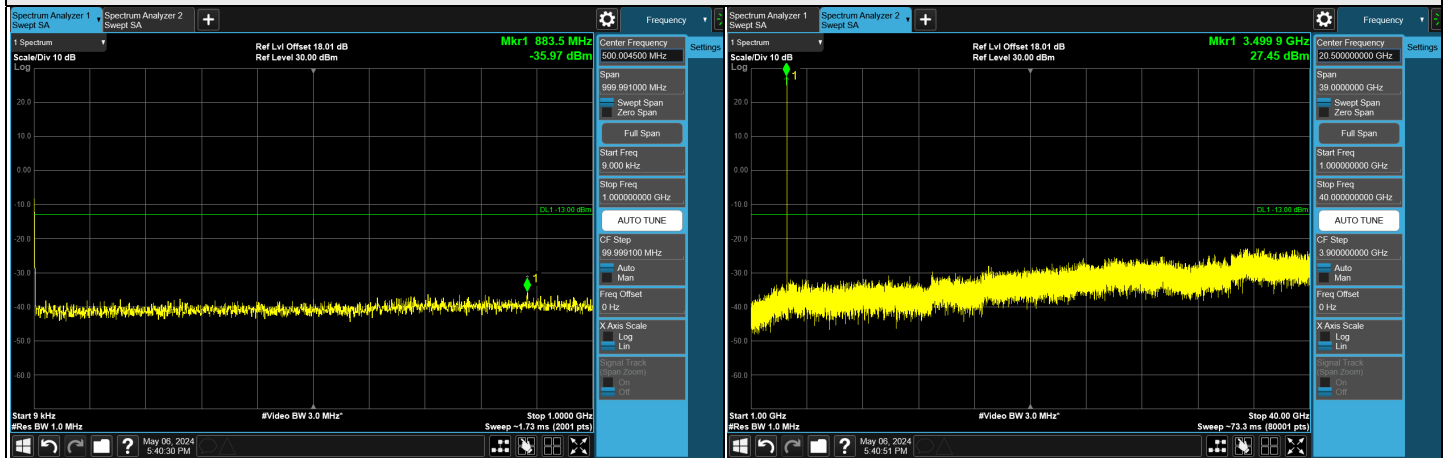 Spectrum Analyzer 1
Swept SA
Spectrum Analyzer 2
Swept SA
Frequency
1 Spectrum
Scale/Div 10 dB
Ref Lvl Offset 18.01 dB
Ref Level 30.00 dBm
Mkr1 883.5 MHz
-35.97 dBm
Log
1
20.0
10.0
0.00
-10.0
-20.0
-30.0
-40.0
-50.0
-60.0
DL1 -13.00 dBm
Start 9 kHz
#Res BW 1.0 MHz
#Video BW 3.0 MHz*
Stop 1.0000 GHz
Sweep ~1.73 ms (2001 pts)
Center Frequency
500.004500 MHz
Settings
Span
999.991000 MHz
Swept Span
Zero Span
Full Span
Start Freq
9.000 kHz
Stop Freq
1.000000000 GHz
AUTO TUNE
CF Step
99.999100 MHz
Auto
Man
Freq Offset
0 Hz
X Axis Scale
Log
Lin
Signal Track
(Span Zoom)
On
Off
?
May 06, 2024
5:40:30 PM
Spectrum Analyzer 1
Swept SA
Spectrum Analyzer 2
Swept SA
Frequency
1 Spectrum
Scale/Div 10 dB
Ref Lvl Offset 18.01 dB
Ref Level 30.00 dBm
Mkr1 3.499 9 GHz
27.45 dBm
Log
1
20.0
10.0
0.00
-10.0
-20.0
-30.0
-40.0
-50.0
-60.0
DL1 -13.00 dBm
Start 1.00 GHz
#Res BW 1.0 MHz
#Video BW 3.0 MHz*
Stop 40.00 GHz
Sweep ~73.3 ms (80001 pts)
Center Frequency
20.500000000 GHz
Settings
Span
39.0000000 GHz
Swept Span
Zero Span
Full Span
Start Freq
1.000000000 GHz
Stop Freq
40.000000000 GHz
AUTO TUNE
CF Step
3.900000000 GHz
Auto
Man
Freq Offset
0 Hz
X Axis Scale
Log
Lin
Signal Track
(Span Zoom)
On
Off
?
May 06, 2024
5:40:51 PM